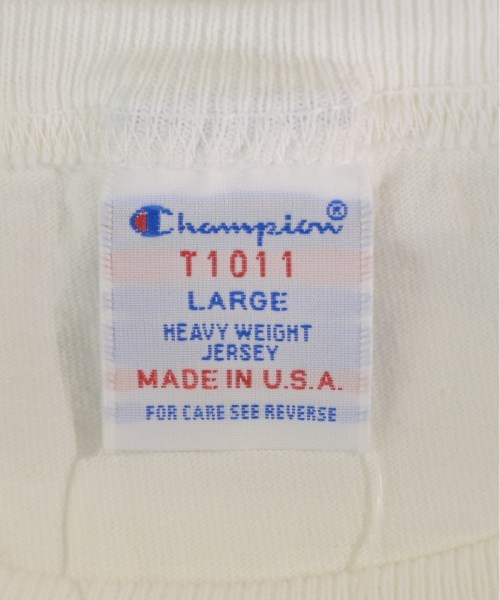 Champion®
T1011
LARGE
HEAVY WEIGHT
JERSEY
MADE IN U.S.A.
FOR CARE SEE REVERSE